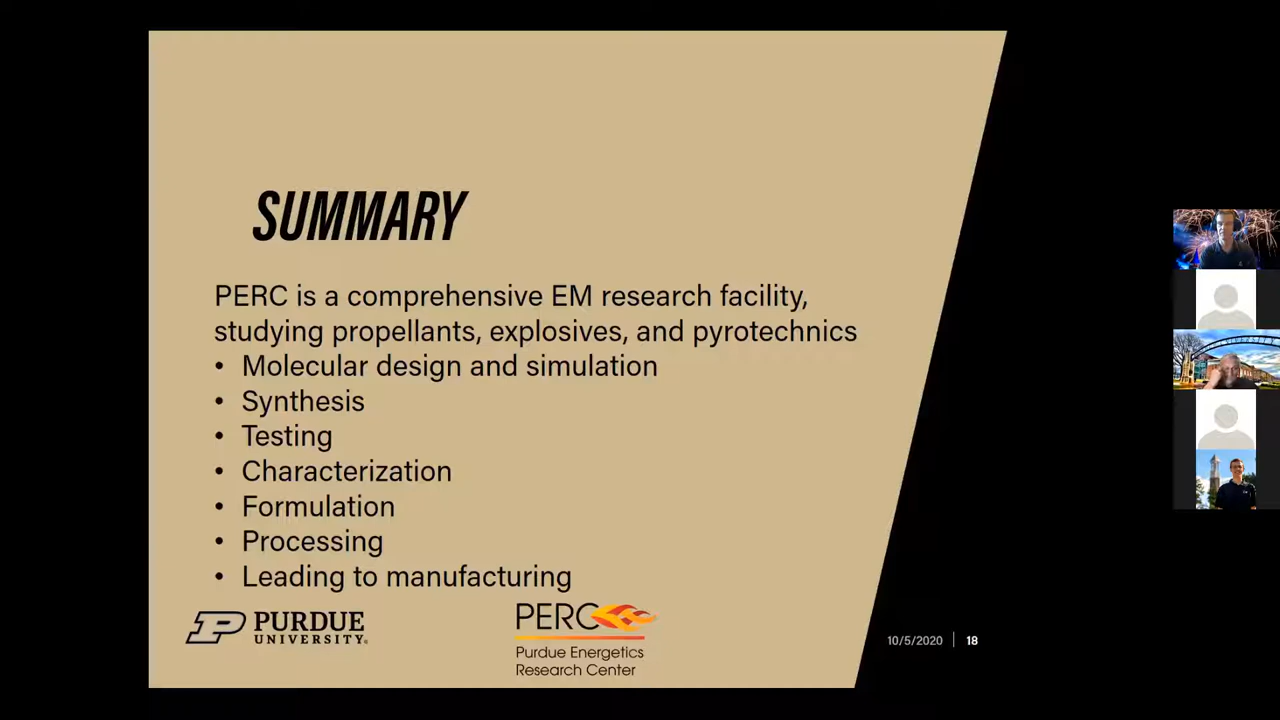 SUMMARY
PERC is a comprehensive EM research facility,
studying propellants, explosives, and pyrotechnics
• Molecular design and simulation
• Synthesis
• Testing
• Characterization
• Formulation
• Processing
• Leading to manufacturing
P PURDUE
UNIVERSITY®
PERC
Purdue Energetics
Research Center
10/5/2020 | 18